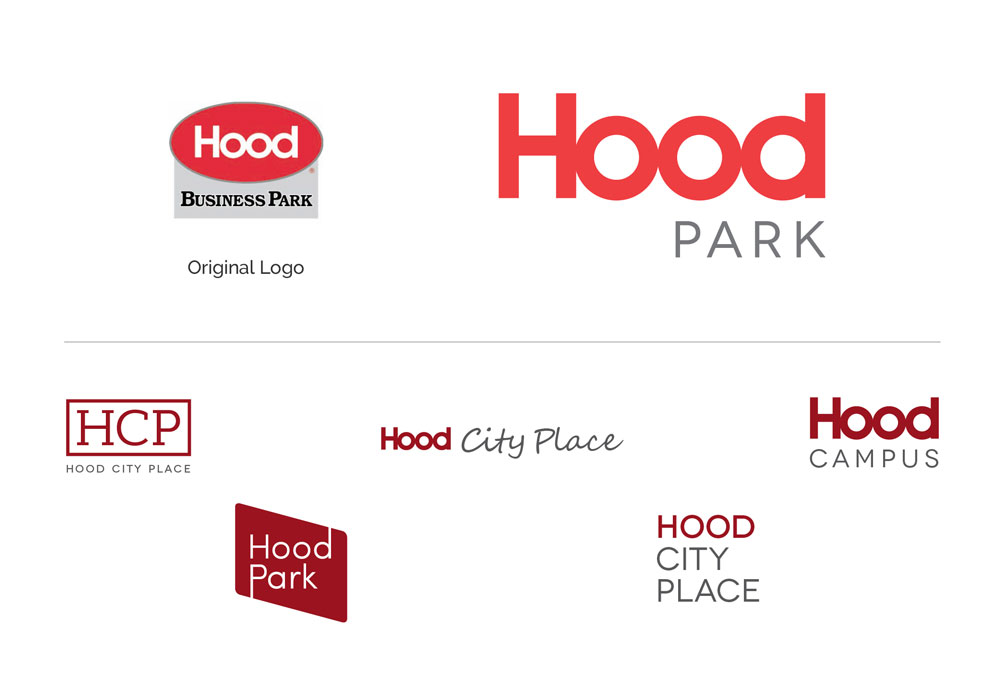 Hood
®
BUSINESS PARK
Original Logo
Hood
PARK
HCP
HOOD CITY PLACE
Hood City Place
Hood
CAMPUS
Hood
Park
HOOD
CITY
PLACE